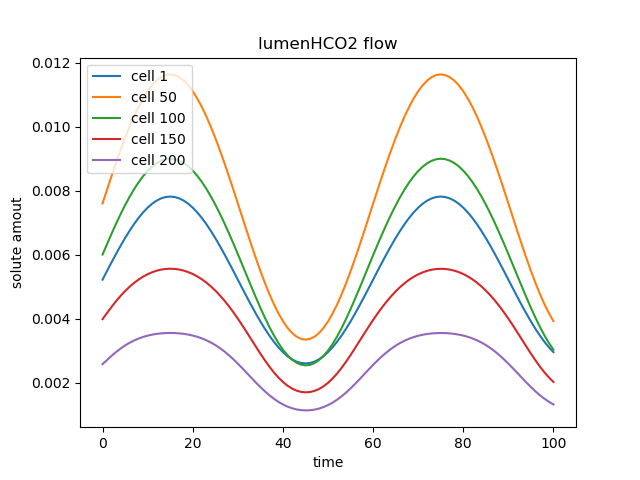 lumenHCO2 flow
cell 1
cell 50
cell 100
cell 150
cell 200
0.012
0.010
0.008
0.006
0.004
0.002
solute amout
0
20
40
60
80
100
time